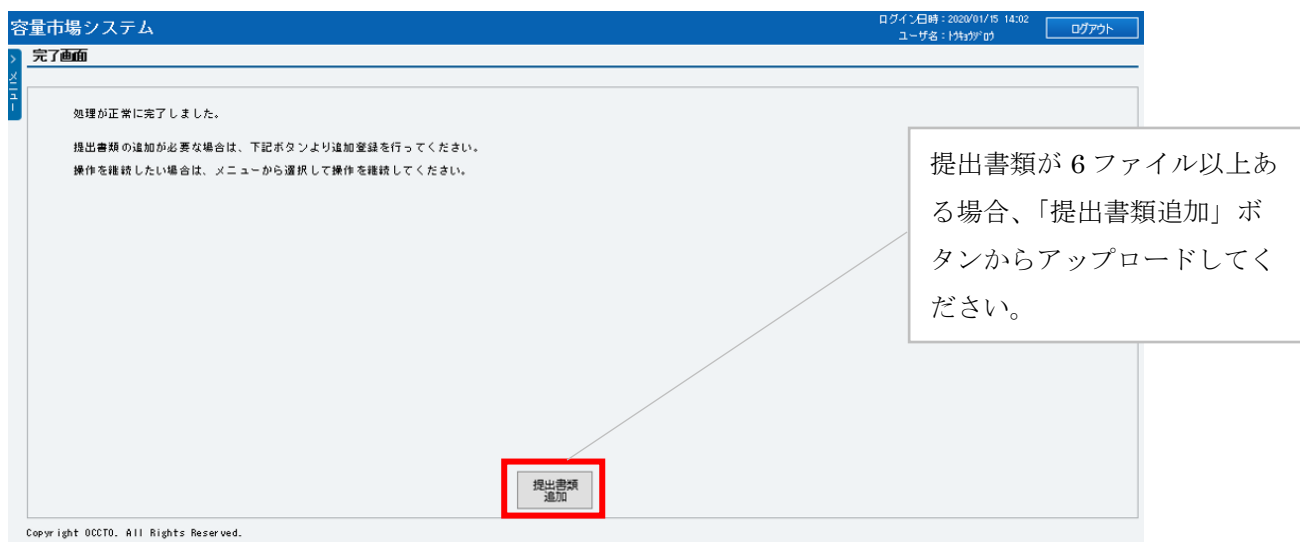 容量市場システム
ログイン日時：2020/01/15 14:02
ユーザ名：ﾄｳｷｮｳｼﾞﾛｳ
ログアウト
> メニュー
完了画面
処理が正常に完了しました。
提出書類の追加が必要な場合は、下記ボタンより追加登録を行ってください。
操作を継続したい場合は、メニューから選択して操作を継続してください。
提出書類が 6 ファイル以上あ
る場合、「提出書類追加」ボ
タンからアップロードしてく
ださい。
提出書類
追加
Copyright OCCTO. All Rights Reserved.